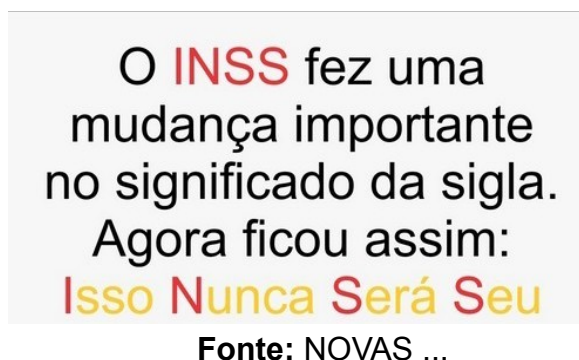 O INSS fez uma
mudança importante
no significado da sigla.
Agora ficou assim:
Isso Nunca Será Seu
Fonte: NOVAS ...